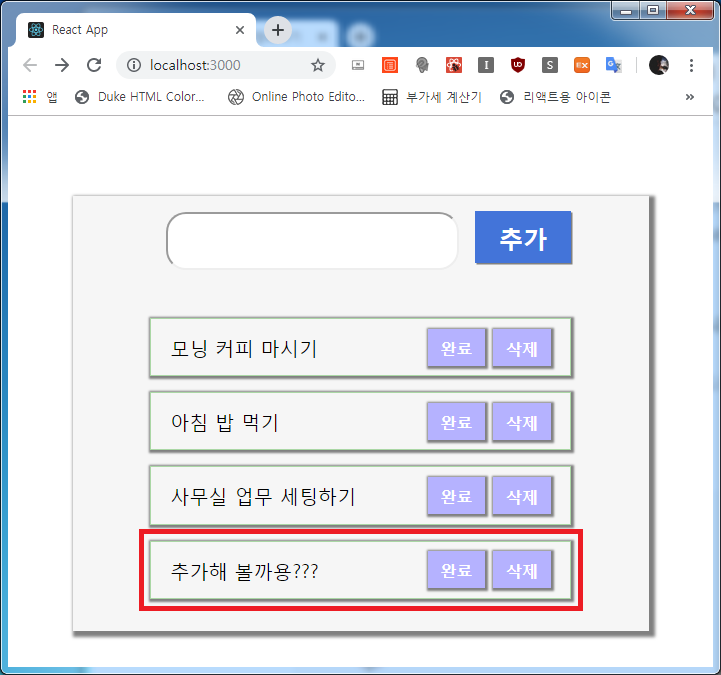 React App
localhost:3000
앱 Duke HTML Color... Online Photo Edito... 부가세 계산기 리액트용 아이콘 »
추가
모닝 커피 마시기 완료 삭제
아침 밥 먹기 완료 삭제
사무실 업무 세팅하기 완료 삭제
추가해 볼까용??? 완료 삭제